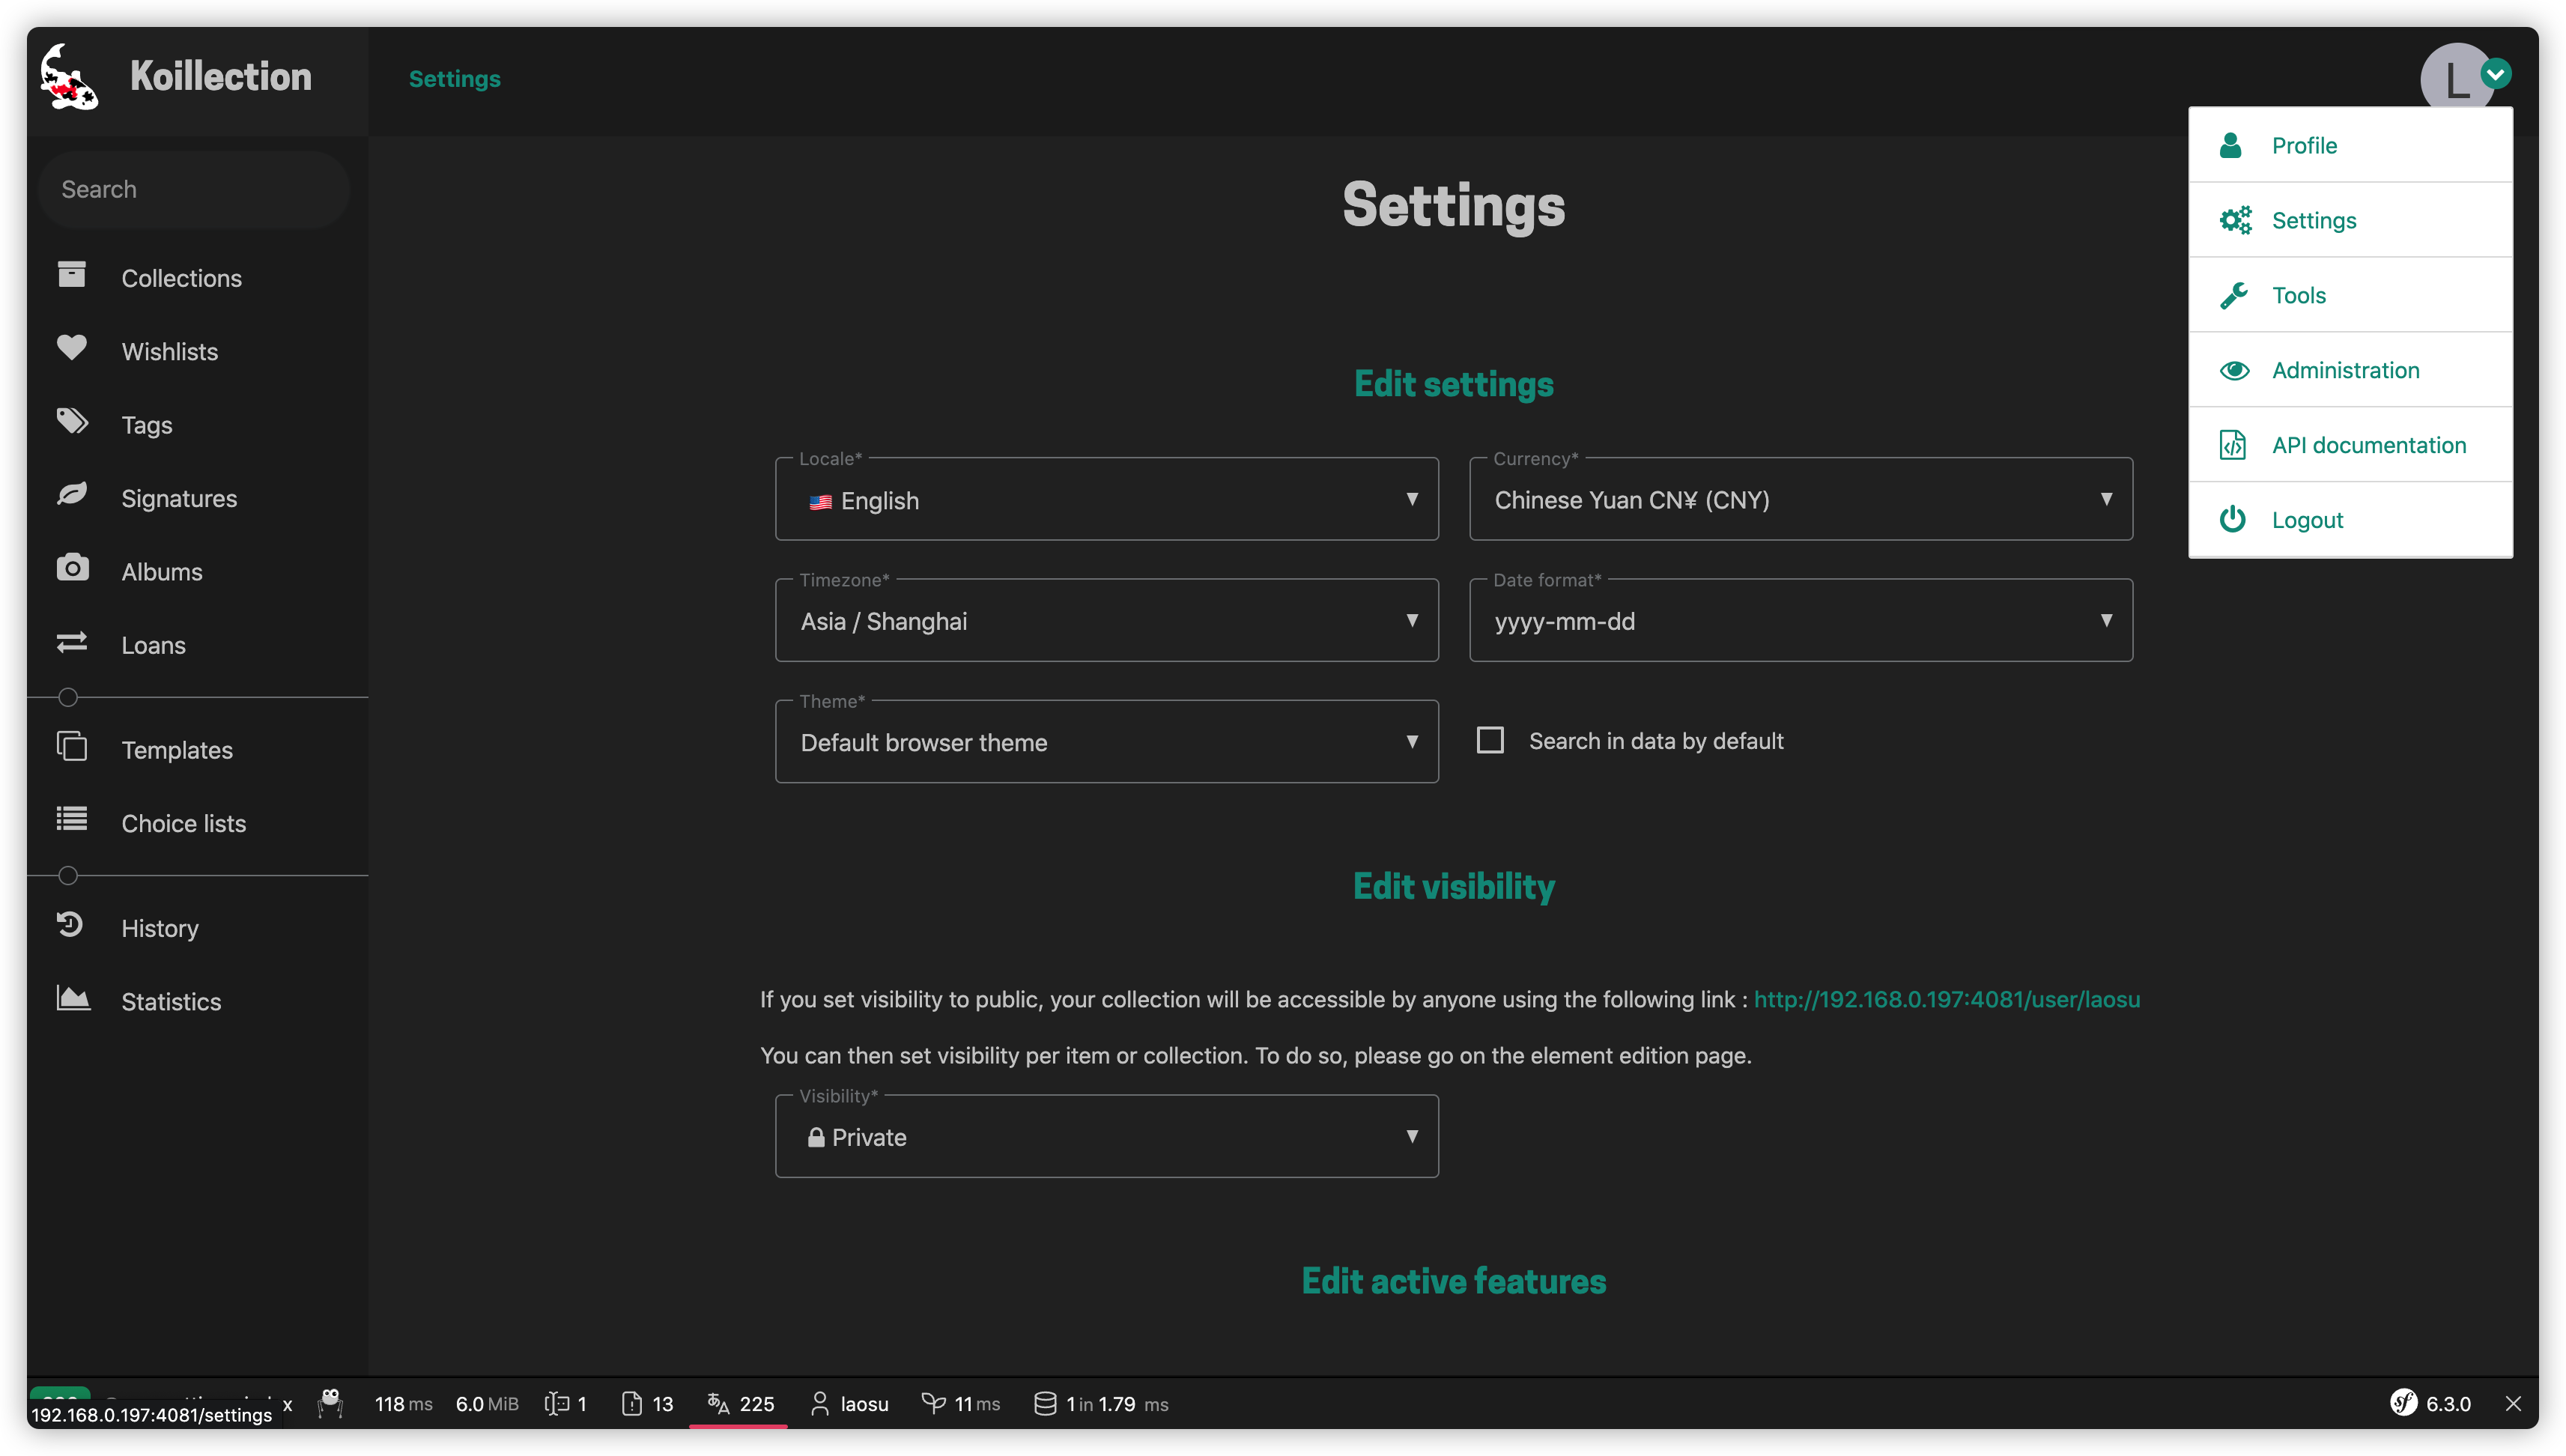 Koillection
Settings
L
Search
Collections
Wishlists
Tags
Signatures
Albums
Loans
Templates
Choice lists
History
Statistics
Profile
Settings
Tools
Administration
API documentation
Logout
Settings
Edit settings
Locale*
English
Currency*
Chinese Yuan CN¥ (CNY)
Timezone*
Asia / Shanghai
Date format*
yyyy-mm-dd
Theme*
Default browser theme
Search in data by default
Edit visibility
If you set visibility to public, your collection will be accessible by anyone using the following link : http://192.168.0.197:4081/user/laosu
You can then set visibility per item or collection. To do so, please go on the element edition page.
Visibility*
Private
Edit active features
192.168.0.197:4081/settings
x 118 ms 6.0 MiB 1 13 225 laosu 11 ms 1 in 1.79 ms sf 6.3.0